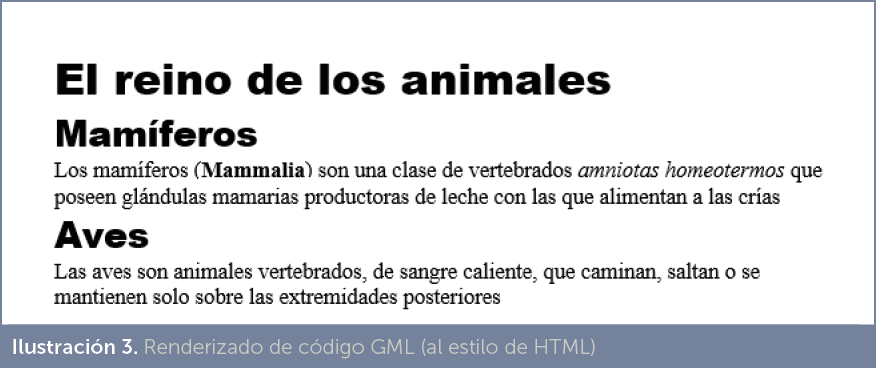 El reino de los animales
Mamíferos
Los mamíferos (Mammalia) son una clase de vertebrados amniotas homeotermos que
poseen glándulas mamarias productoras de leche con las que alimentan a las crías
Aves
Las aves son animales vertebrados, de sangre caliente, que caminan, saltan o se
mantienen solo sobre las extremidades posteriores
Ilustración 3. Renderizado de código GML (al estilo de HTML)